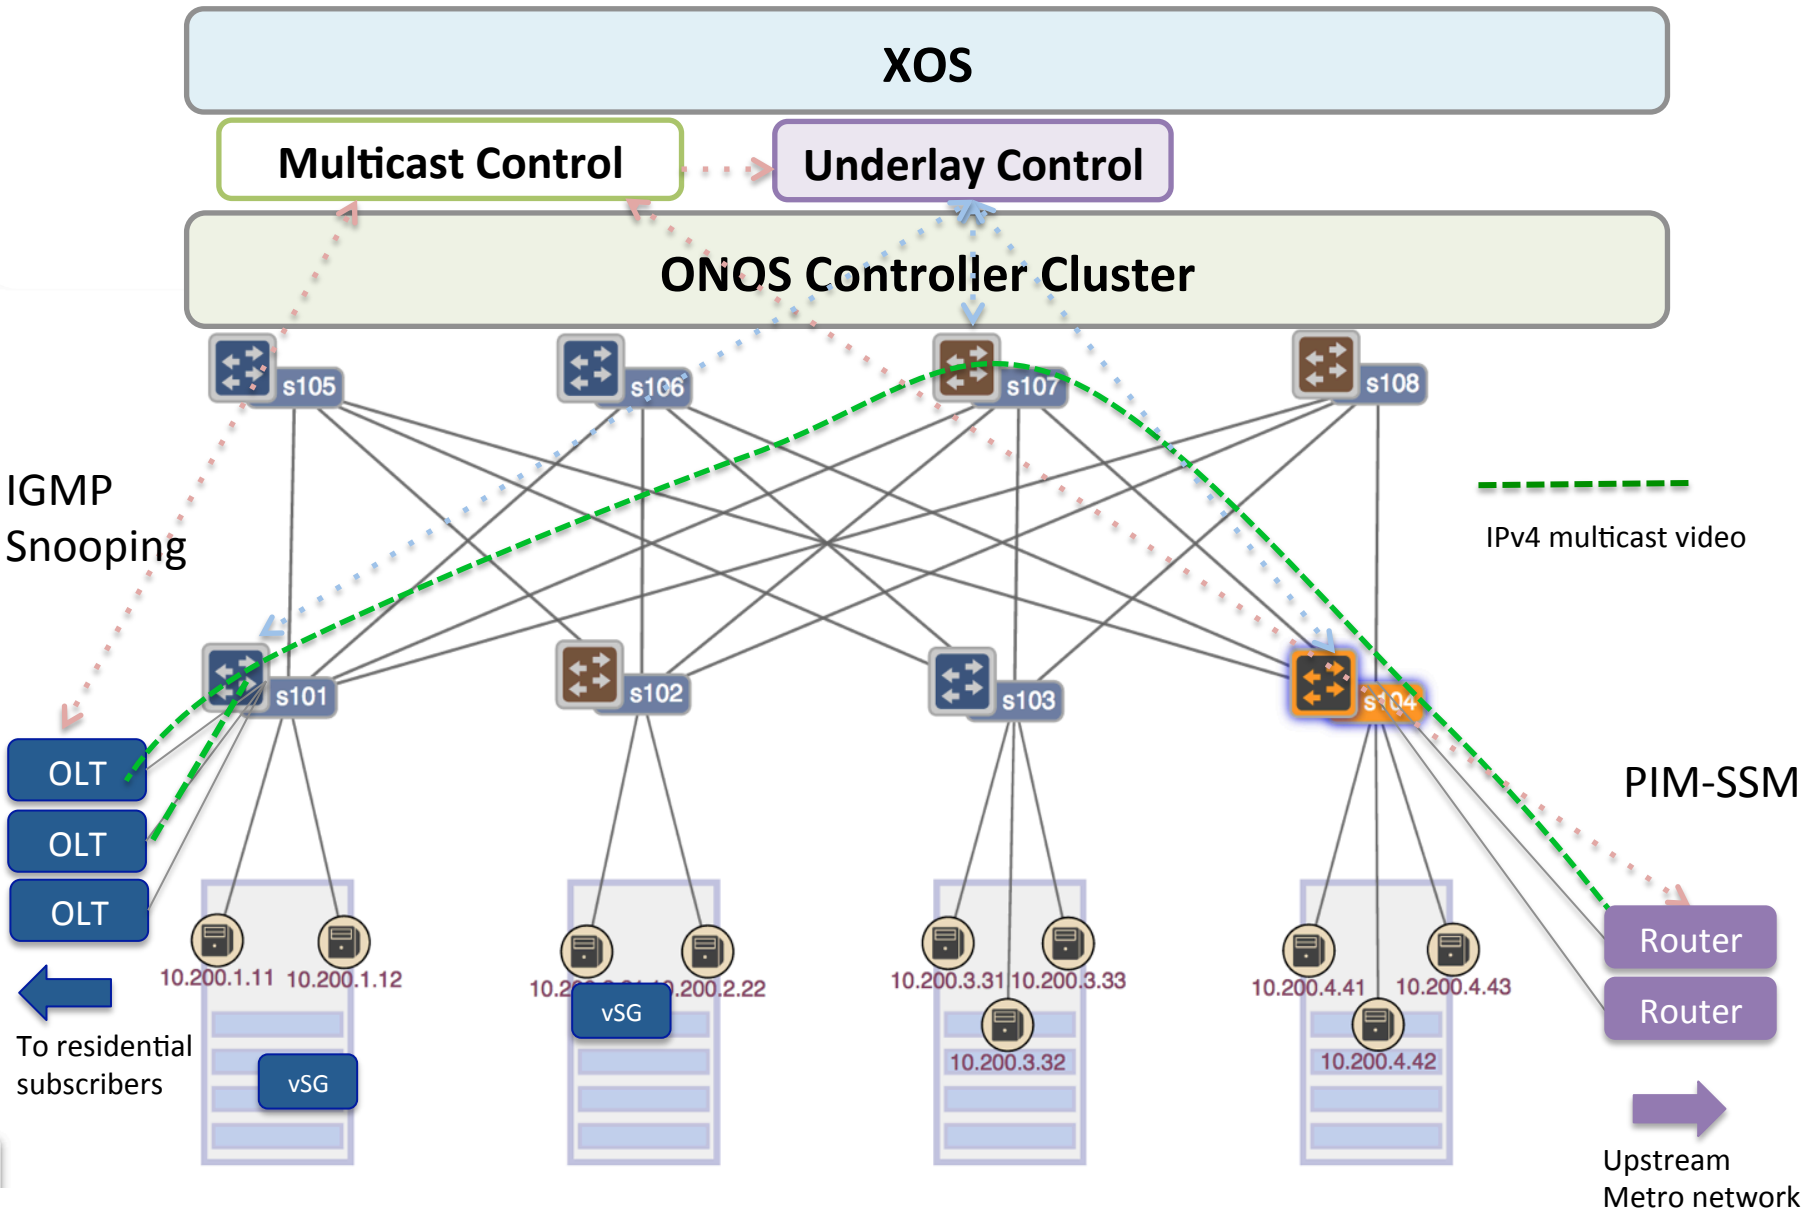 XOS
Multicast Control
Underlay Control
ONOS Controller Cluster
s105
s106
s107
s108
IGMP
Snooping
IPv4 multicast video
s101
s102
s103
s104
OLT
OLT
OLT
PIM-SSM
Router
Router
10.200.1.11
10.200.1.12
10.200.2.22
10.200.3.31
10.200.3.33
10.200.4.41
10.200.4.43
vSG
10.200.3.32
10.200.4.42
To residential
subscribers
vSG
Upstream
Metro network